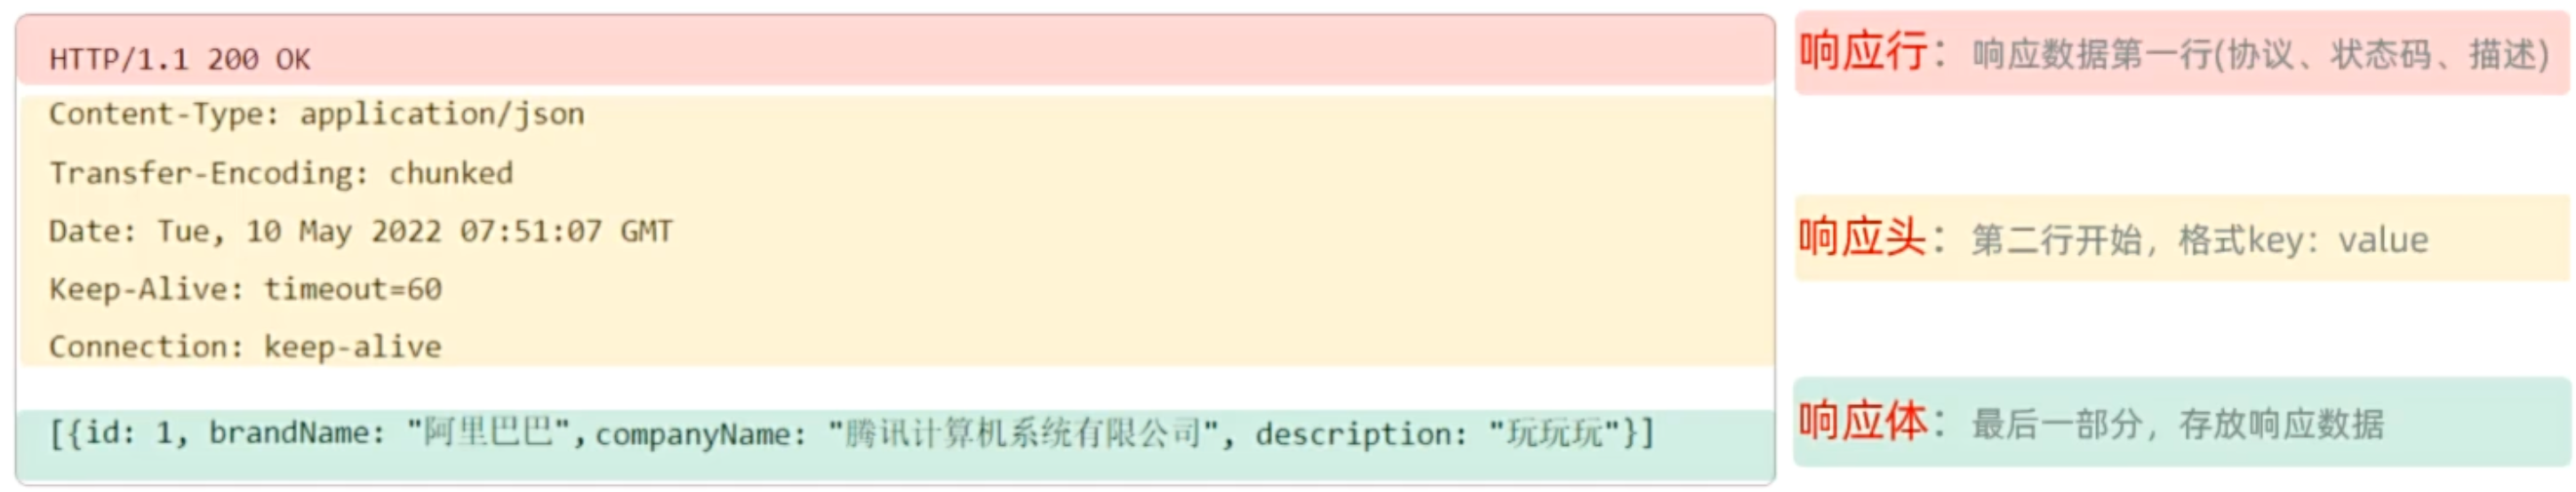 HTTP/1.1 200 OK
Content-Type: application/json
Transfer-Encoding: chunked
Date: Tue, 10 May 2022 07:51:07 GMT
Keep-Alive: timeout=60
Connection: keep-alive
[{id: 1, brandName: "阿里巴巴", companyName: "腾讯计算机系统有限公司", description: "玩玩玩"}]
响应行：响应数据第一行(协议、状态码、描述)
响应头：第二行开始，格式key：value
响应体：最后一部分，存放响应数据